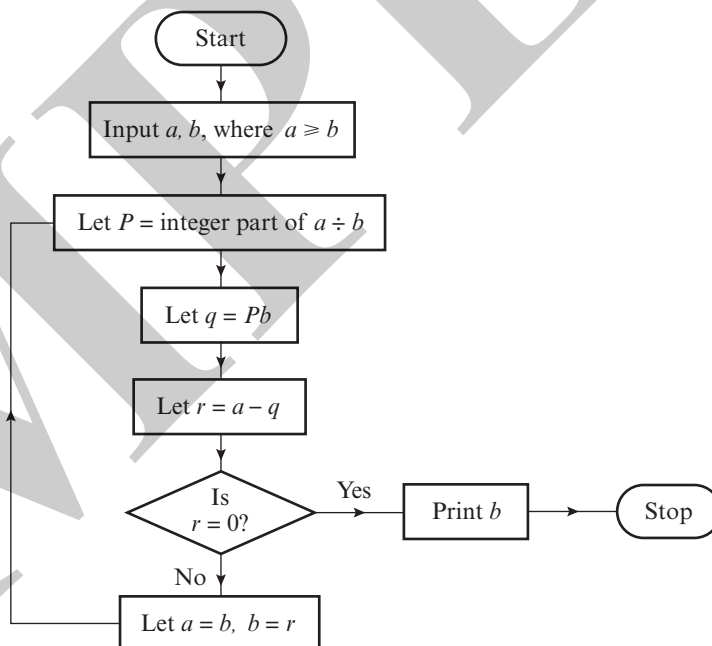 Start
Input a, b, where a ⩾ b
Let P = integer part of a ÷ b
Let q = Pb
Let r = a − q
Is
r = 0?
Yes
Print b
Stop
No
Let a = b, b = r